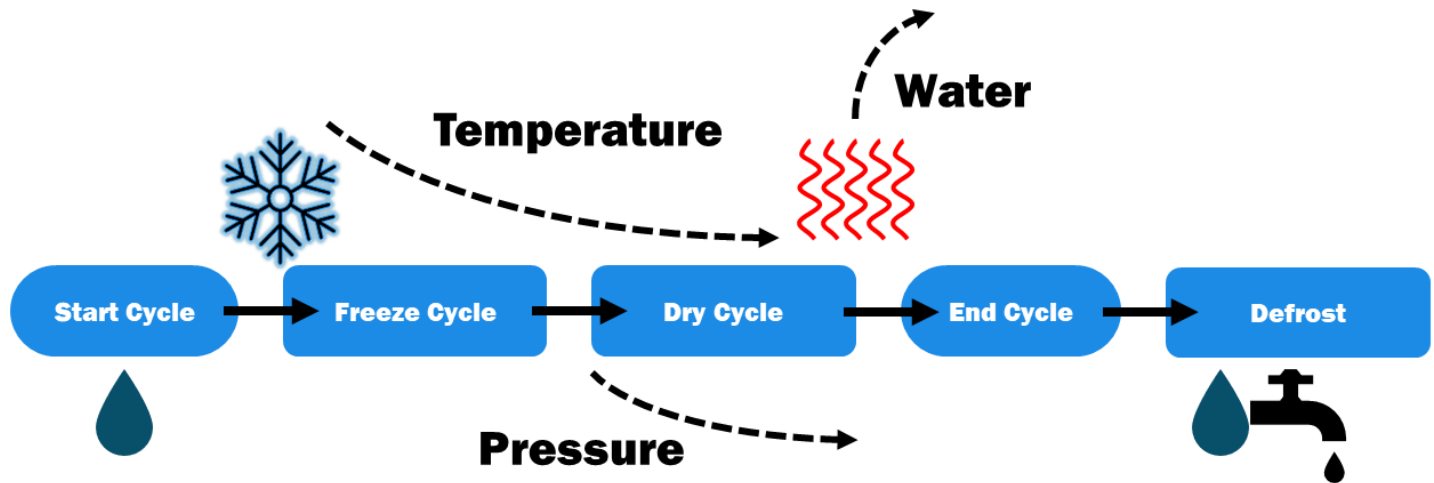 Water
Temperature
Start Cycle
Freeze Cycle
Dry Cycle
End Cycle
Defrost
Pressure